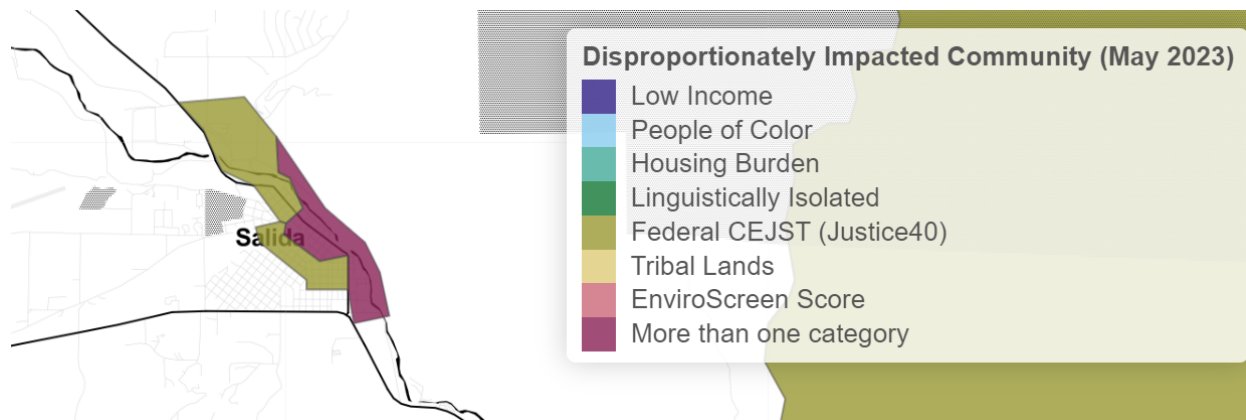 Disproportionately Impacted Community (May 2023)
Low Income
People of Color
Housing Burden
Linguistically Isolated
Federal CEJST (Justice40)
Tribal Lands
EnviroScreen Score
More than one category
Salida